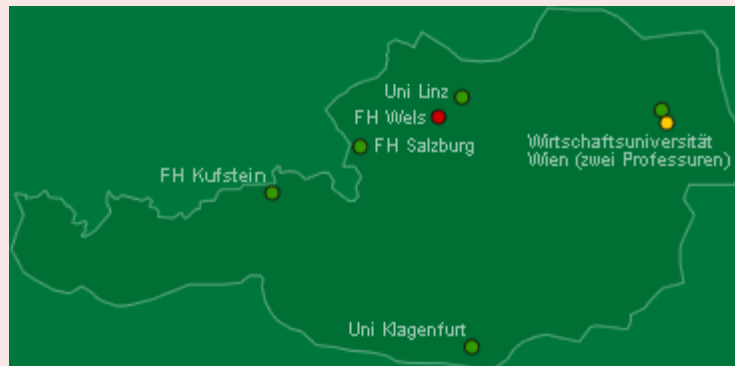 Uni Linz
FH Wels
FH Salzburg
Wirtschaftsuniversität
Wien (zwei Professuren)
FH Kufstein
Uni Klagenfurt